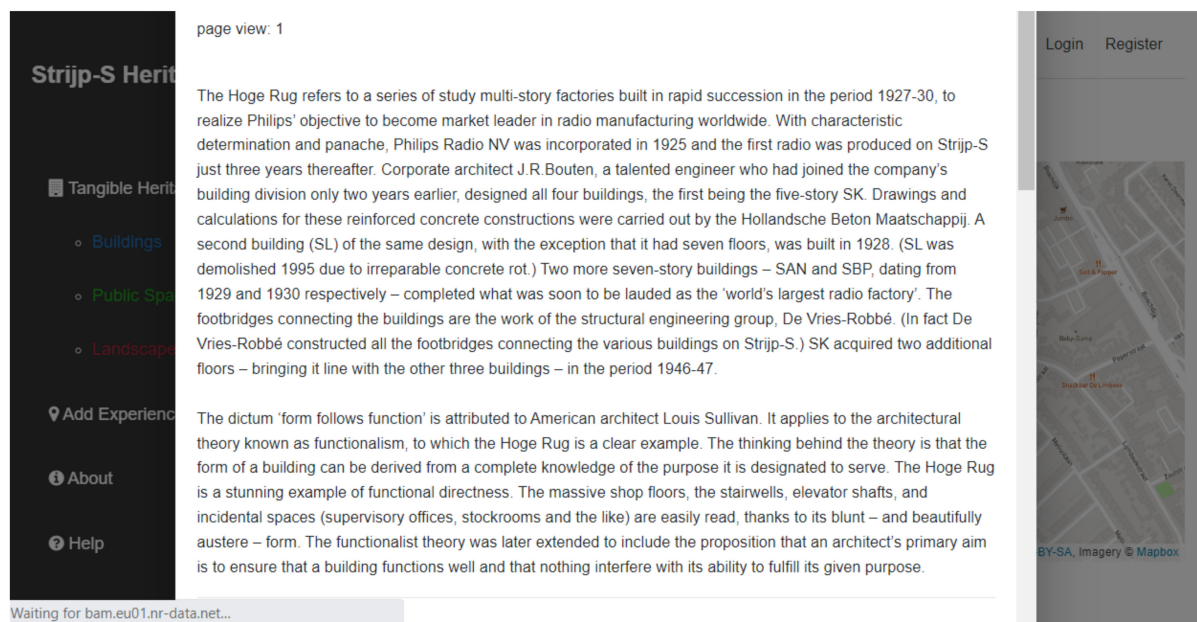 page view: 1
Login Register
Strijp-S Herit
The Hoge Rug refers to a series of study multi-story factories built in rapid succession in the period 1927-30, to
realize Philips’ objective to become market leader in radio manufacturing worldwide. With characteristic
determination and panache, Philips Radio NV was incorporated in 1925 and the first radio was produced on Strijp-S
just three years thereafter. Corporate architect J.R.Bouten, a talented engineer who had joined the company’s
building division only two years earlier, designed all four buildings, the first being the five-story SK. Drawings and
calculations for these reinforced concrete constructions were carried out by the Hollandsche Beton Maatschappij. A
second building (SL) of the same design, with the exception that it had seven floors, was built in 1928. (SL was
demolished 1995 due to irreparable concrete rot.) Two more seven-story buildings – SAN and SBP, dating from
1929 and 1930 respectively – completed what was soon to be lauded as the ‘world’s largest radio factory’. The
footbridges connecting the buildings are the work of the structural engineering group, De Vries-Robbé. (In fact De
Vries-Robbé constructed all the footbridges connecting the various buildings on Strijp-S.) SK acquired two additional
floors – bringing it line with the other three buildings – in the period 1946-47.
The dictum ‘form follows function’ is attributed to American architect Louis Sullivan. It applies to the architectural
theory known as functionalism, to which the Hoge Rug is a clear example. The thinking behind the theory is that the
form of a building can be derived from a complete knowledge of the purpose it is designated to serve. The Hoge Rug
is a stunning example of functional directness. The massive shop floors, the stairwells, elevator shafts, and
incidental spaces (supervisory offices, stockrooms and the like) are easily read, thanks to its blunt – and beautifully
austere – form. The functionalist theory was later extended to include the proposition that an architect’s primary aim
is to ensure that a building functions well and that nothing interfere with its ability to fulfill its given purpose.
Tangible Herit
Buildings
Public Spa
Landscape
Add Experienc
About
Help
Jumbo
BY-SA, Imagery © Mapbox
Waiting for bam.eu01.nr-data.net...